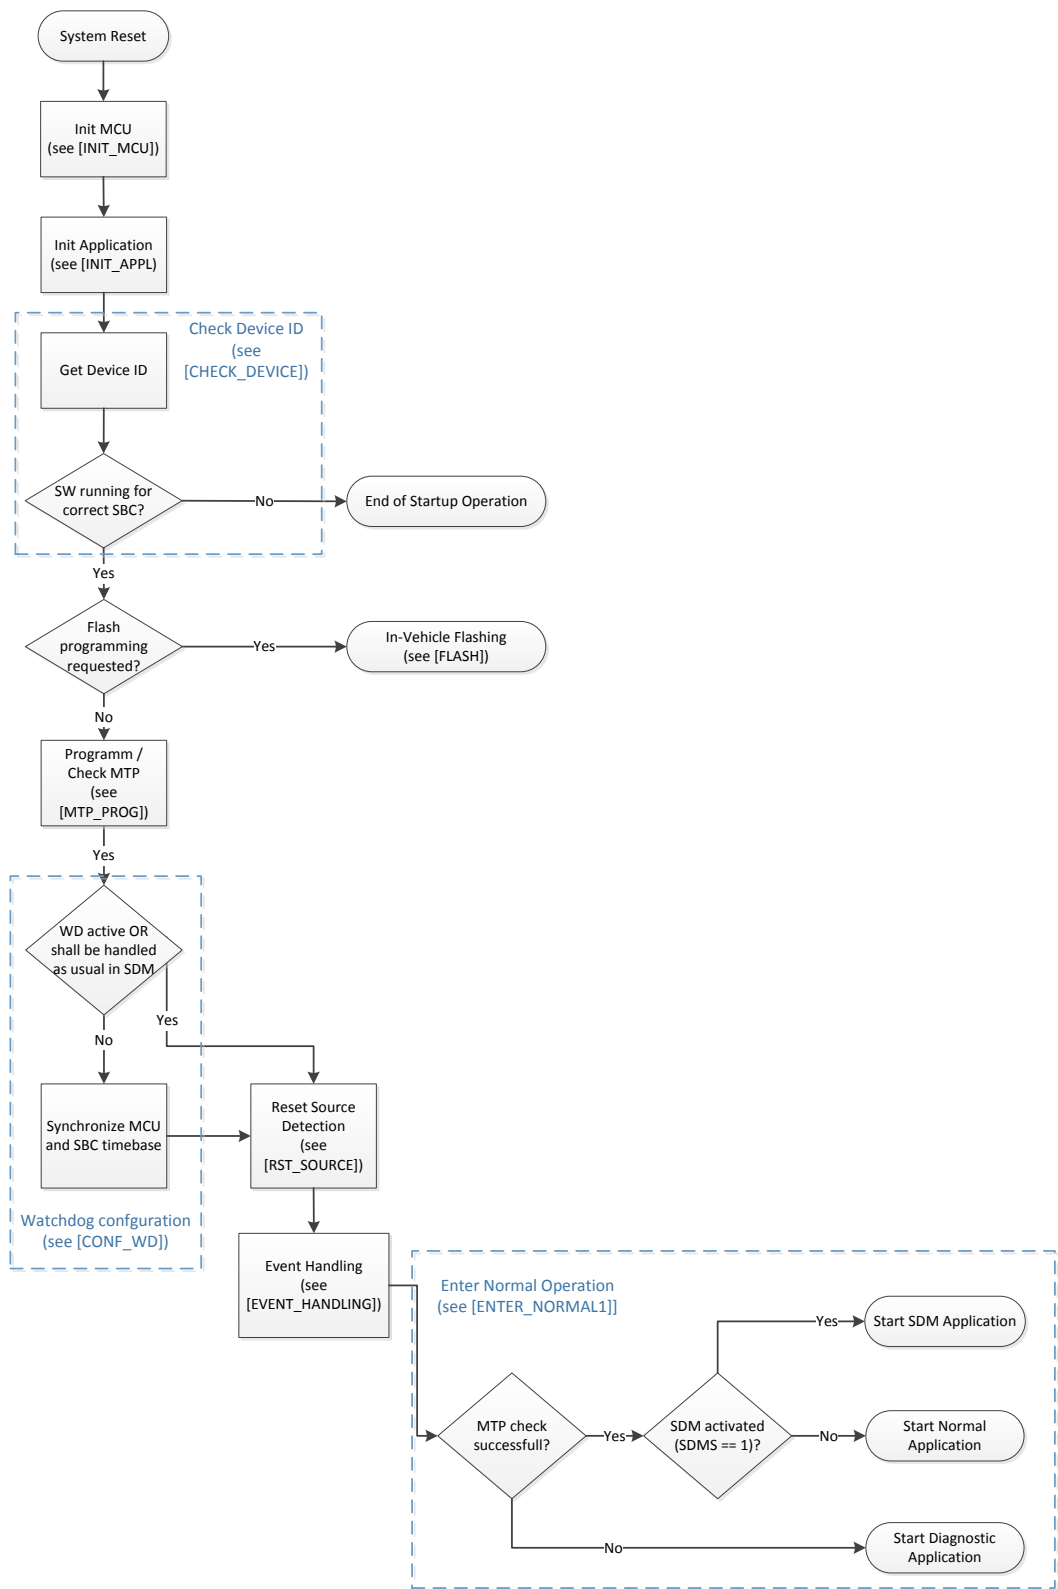 System Reset
Init MCU
(see [INIT_MCU])
Init Application
(see [INIT_APPL)
Check Device ID
(see
[CHECK_DEVICE])
Get Device ID
SW running for
correct SBC?
No
End of Startup Operation
Yes
Flash
programming
requested?
Yes
In-Vehicle Flashing
(see [FLASH])
No
Programm /
Check MTP
(see
[MTP_PROG])
Yes
WD active OR
shall be handled
as usual in SDM
Yes
No
Synchronize MCU
and SBC timebase
Reset Source
Detection
(see
[RST_SOURCE])
Watchdog confguration
(see [CONF_WD])
Event Handling
(see
[EVENT_HANDLING])
Enter Normal Operation
(see [ENTER_NORMAL1]]
Yes
Start SDM Application
MTP check
successfull?
Yes
SDM activated
(SDMS == 1)?
No
Start Normal
Application
No
Start Diagnostic
Application